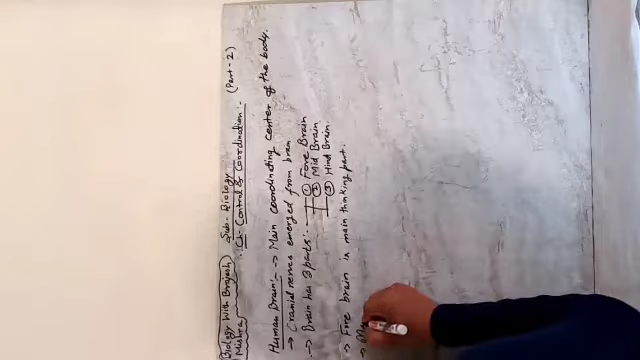 Biology With Brajesh Mishra
Sub- Biology
Ch- Control & Coordination. (Part-2)
Human Brain:- → Main coordinating center of the body.
→ Cranial nerves emerged from brain
→ Brain has 3 parts:- ① Fore Brain
② Mid Brain
③ Hind Brain.
→ Fore brain is main thinking part.